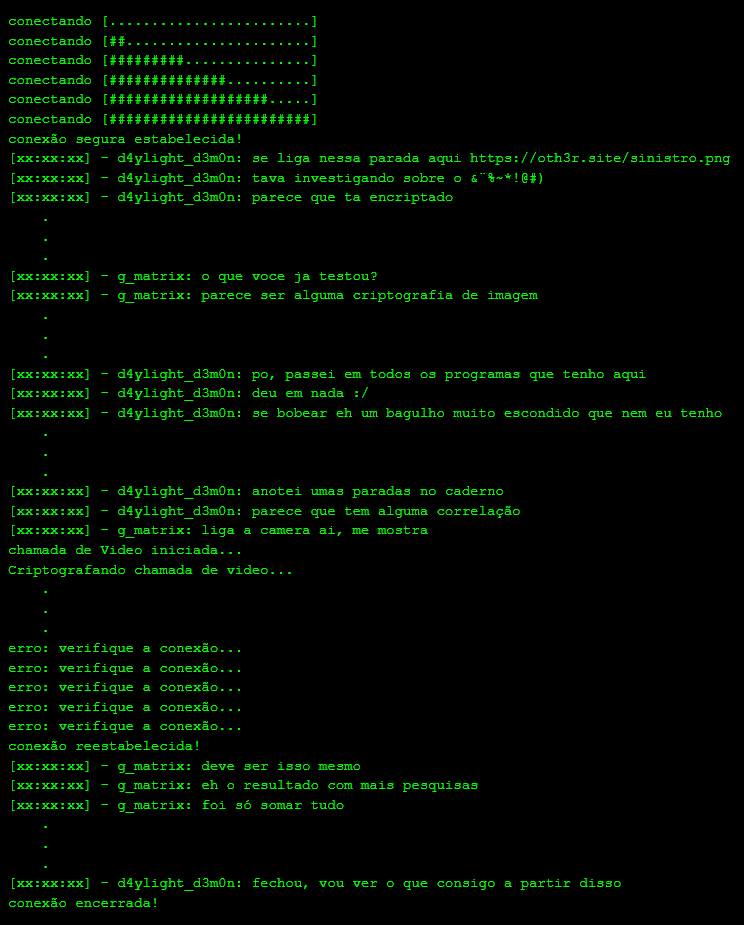 conectando [........................]
conectando [##......................]
conectando [#########...............]
conectando [##############..........]
conectando [###################.....]
conectando [########################]
conexão segura estabelecida!
[xx:xx:xx] - d4ylight_d3m0n: se liga nessa parada aqui https://oth3r.site/sinistro.png
[xx:xx:xx] - d4ylight_d3m0n: tava investigando sobre o &¨%~*!@#)
[xx:xx:xx] - d4ylight_d3m0n: parece que ta encriptado
.
.
.
[xx:xx:xx] - g_matrix: o que voce ja testou?
[xx:xx:xx] - g_matrix: parece ser alguma criptografia de imagem
.
.
.
[xx:xx:xx] - d4ylight_d3m0n: po, passei em todos os programas que tenho aqui
[xx:xx:xx] - d4ylight_d3m0n: deu em nada :/
[xx:xx:xx] - d4ylight_d3m0n: se bobear eh um bagulho muito escondido que nem eu tenho
.
.
.
[xx:xx:xx] - d4ylight_d3m0n: anotei umas paradas no caderno
[xx:xx:xx] - d4ylight_d3m0n: parece que tem alguma correlação
[xx:xx:xx] - g_matrix: liga a camera ai, me mostra
chamada de Video iniciada...
Criptografando chamada de video...
.
.
.
erro: verifique a conexão...
erro: verifique a conexão...
erro: verifique a conexão...
erro: verifique a conexão...
erro: verifique a conexão...
conexão reestabelecida!
[xx:xx:xx] - g_matrix: deve ser isso mesmo
[xx:xx:xx] - g_matrix: eh o resultado com mais pesquisas
[xx:xx:xx] - g_matrix: foi só somar tudo
.
.
.
[xx:xx:xx] - d4ylight_d3m0n: fechou, vou ver o que consigo a partir disso
conexão encerrada!